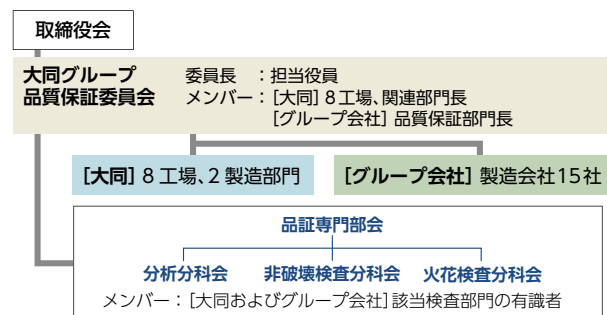 取締役会
大同グループ 委員長 ：担当役員
品質保証委員会 メンバー：[大同] 8工場、関連部門長
[グループ会社] 品質保証部門長
[大同] 8工場、2製造部門 [グループ会社] 製造会社15社
品証専門部会
分析分科会 非破壊検査分科会 火花検査分科会
メンバー：[大同およびグループ会社] 該当検査部門の有識者